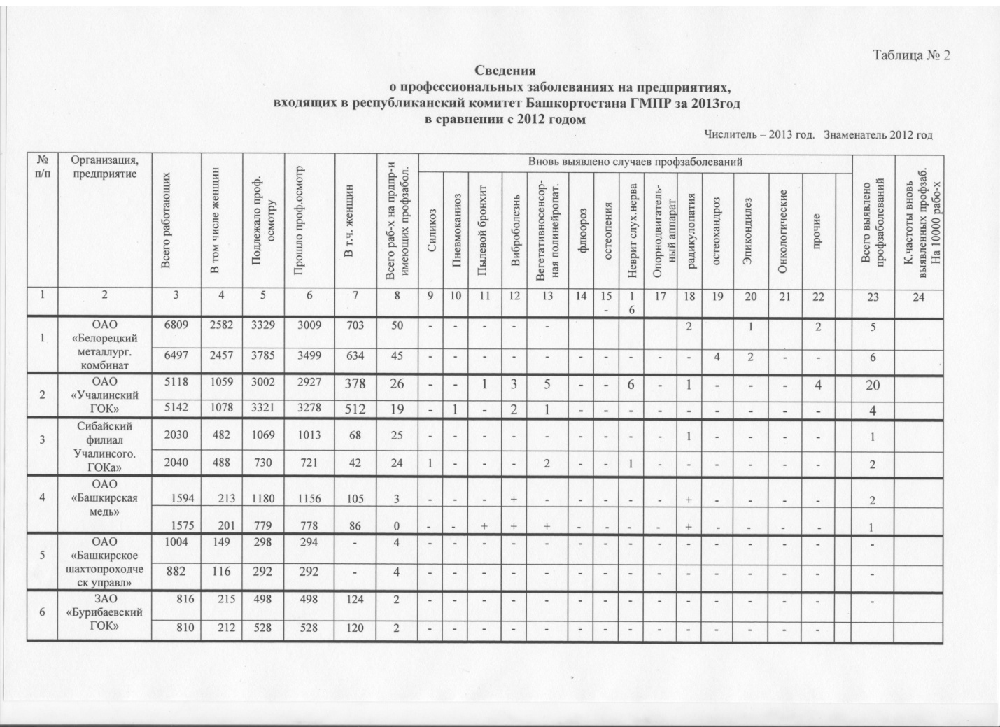 Таблица № 2
Сведения
о профессиональных заболеваниях на предприятиях,
входящих в республиканский комитет Башкортостана ГМПР за 2013год
в сравнении с 2012 годом
Числитель – 2013 год. Знаменатель 2012 год
№ п/п
Организация, предприятие
Всего работающих
В том числе женщин
Подлежало проф. осмотру
Прошло проф.осмотр
В т.ч. женщин
Всего раб-х на прдпр-и имеющих профзабол.
Вновь выявлено случаев профзаболеваний
Силикоз
Пневмокaниоз
Пылевой бронхит
Виброболезнь
Вегетативносенсор-
ная полинейропат.
флюороз
остеопения
Неврит слух.нерва
Опорнодвигатель-
ный аппарат
радикулопатия
остеохандроз
Эпикондилез
Онкологические
прочие
Всего выявлено профзаболеваний
К.частоты вновь выявленных профзаб. На 10000 рабо-х
1 2 3 4 5 6 7 8 9 10 11 12 13 14 15 - 1 6 17 18 19 20 21 22 23 24
1 ОАО «Белорецкий металлург. комбинат
6809 2582 3329 3009 703 50 - - - - - 2 1 2 5
6497 2457 3785 3499 634 45 - - - - - - - - - - 4 2 - - 6
2 ОАО «Учалинский ГОК»
5118 1059 3002 2927 378 26 - - 1 3 5 - - 6 - 1 - - - 4 20
5142 1078 3321 3278 512 19 - 1 - 2 1 - - - - - - - - - 4
3 Сибайский филиал Учалинсого. ГОКа»
2030 482 1069 1013 68 25 - - - - - - - - - 1 - - - - 1
2040 488 730 721 42 24 1 - - - 2 - - 1 - - - - - - 2
4 ОАО «Башкирская медь»
1594 213 1180 1156 105 3 - - - + - - - - - + - - - - 2
1575 201 779 778 86 0 - - + + + - - - - + - - - - 1
5 ОАО «Башкирское шахтопроходче ск управл»
1004 149 298 294 - 4 - - - - - - - - - - - - - - -
882 116 292 292 - 4 - - - - - - - - - - - - - - -
6 ЗАО «Бурибаевский ГОК»
816 215 498 498 124 2 - - - - - - - - - - - - - - -
810 212 528 528 120 2 - - - - - - - - - - - - - -